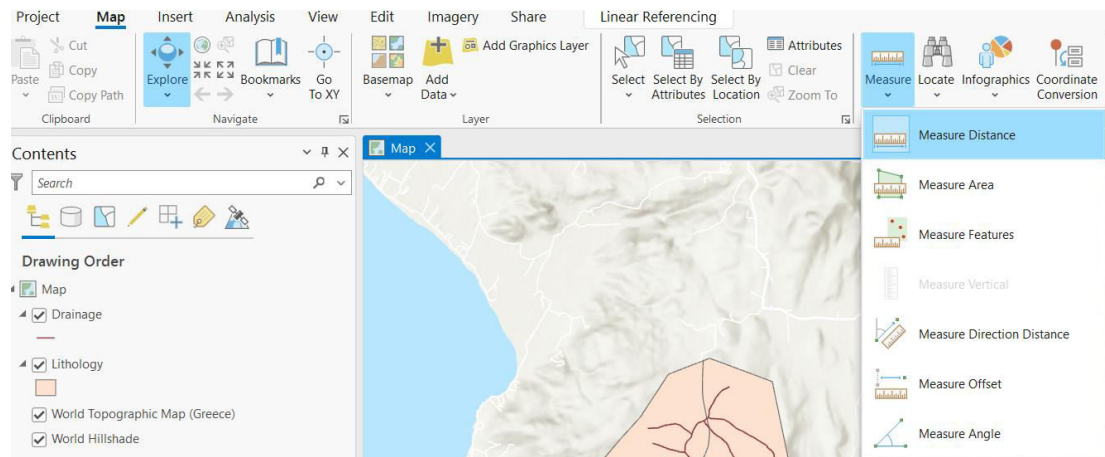 Project Map Insert Analysis View Edit Imagery Share Linear Referencing
Paste
Cut
Copy
Copy Path
Clipboard
Explore
Bookmarks
Go
To XY
Navigate
Basemap
Add
Data
Add Graphics Layer
Layer
Select
Select By
Attributes
Select By
Location
Attributes
Clear
Zoom To
Selection
Measure
Locate
Infographics
Coordinate
Conversion
Measure Distance
Measure Area
Measure Features
Measure Vertical
Measure Direction Distance
Measure Offset
Measure Angle
Contents
Search
Drawing Order
Map
Drainage
Lithology
World Topographic Map (Greece)
World Hillshade
Map